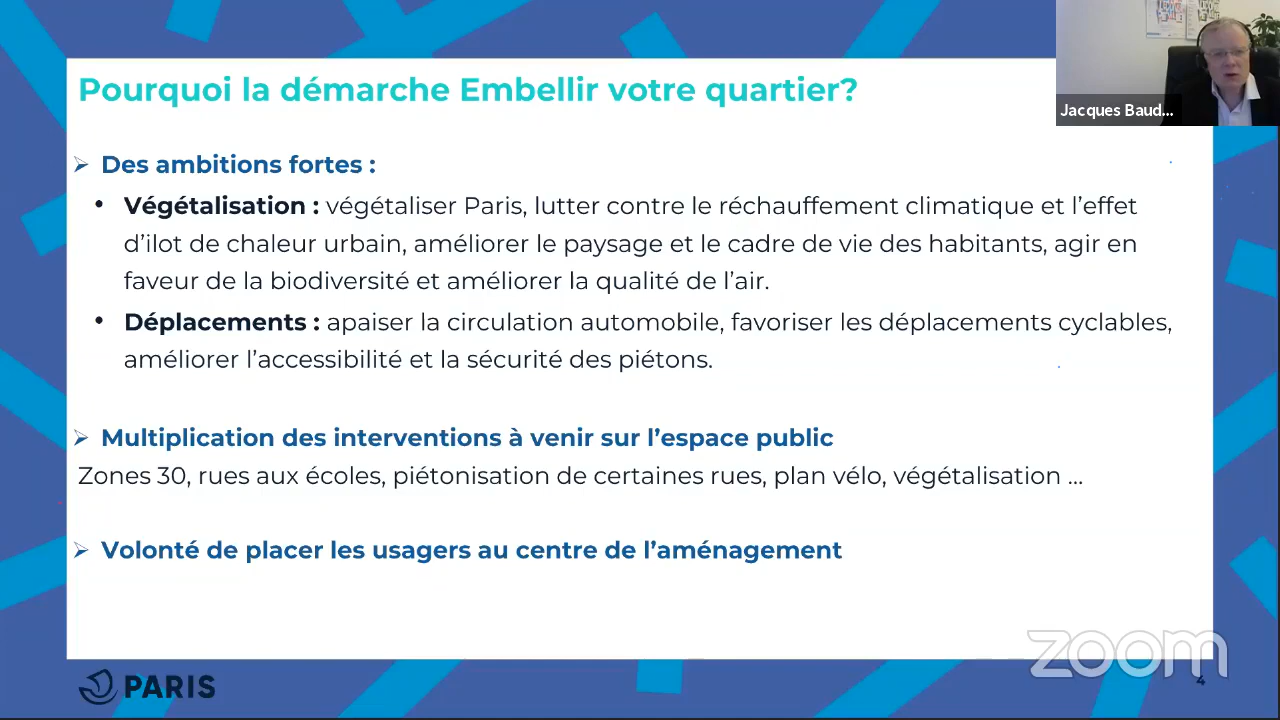 Pourquoi la démarche Embellir votre quartier?
Jacques Baud...
➢ Des ambitions fortes :
• Végétalisation : végétaliser Paris, lutter contre le réchauffement climatique et l’effet
d’ilot de chaleur urbain, améliorer le paysage et le cadre de vie des habitants, agir en
faveur de la biodiversité et améliorer la qualité de l’air.
• Déplacements : apaiser la circulation automobile, favoriser les déplacements cyclables,
améliorer l’accessibilité et la sécurité des piétons.
➢ Multiplication des interventions à venir sur l’espace public
Zones 30, rues aux écoles, piétonisation de certaines rues, plan vélo, végétalisation …
➢ Volonté de placer les usagers au centre de l’aménagement
zoom
PARIS
4